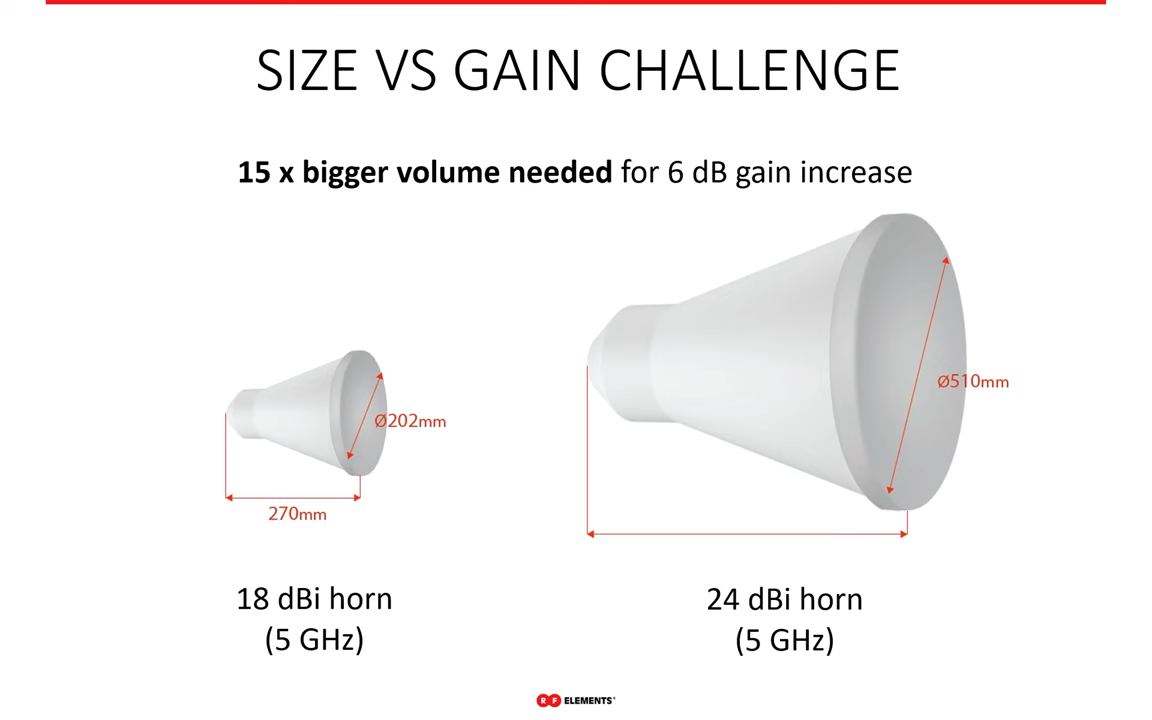 SIZE VS GAIN CHALLENGE
15 x bigger volume needed for 6 dB gain increase
Ø510mm
Ø202mm
270mm
18 dBi horn
(5 GHz)
24 dBi horn
(5 GHz)
RF ELEMENTS®